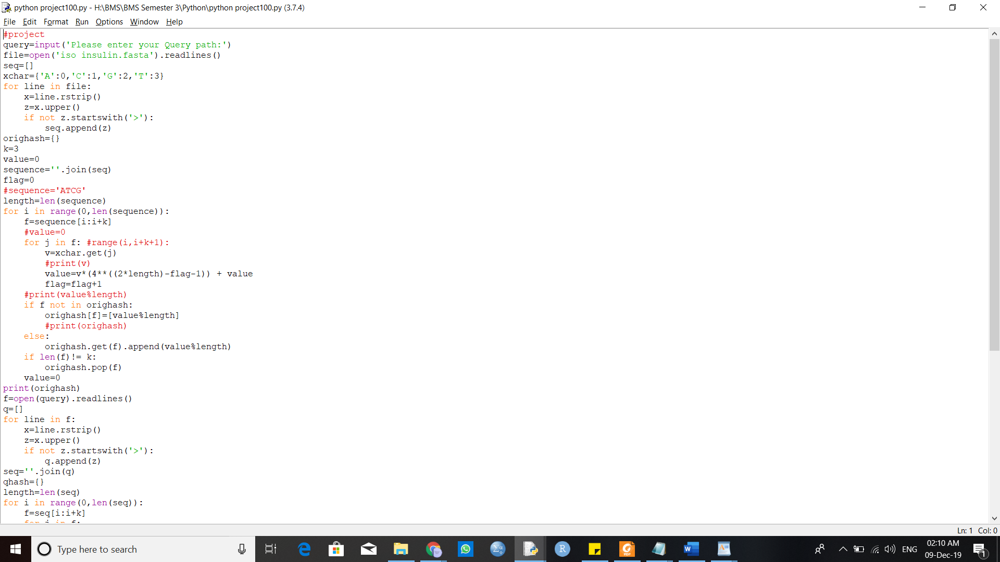 python project100.py - H:\BMS\BMS Semester 3\Python\python project100.py (3.7.4)
File Edit Format Run Options Window Help
#project
query=input('Please enter your Query path:')
file=open('iso insulin.fasta').readlines()
seq=[]
xchar={'A':0,'C':1,'G':2,'T':3}
for line in file:
    x=line.rstrip()
    z=x.upper()
    if not z.startswith('>'):
        seq.append(z)
orighash={}
k=3
value=0
sequence=''.join(seq)
flag=0
#sequence='ATCG'
length=len(sequence)
for i in range(0,len(sequence)):
    f=sequence[i:i+k]
    #value=0
    for j in f: #range(i,i+k+1):
        v=xchar.get(j)
        #print(v)
        value=v*(4**((2*length)-flag-1)) + value
        flag=flag+1
    #print(value%length)
    if f not in orighash:
        orighash[f]=[value%length]
        #print(orighash)
    else:
        orighash.get(f).append(value%length)
    if len(f)!= k:
        orighash.pop(f)
    value=0
print(orighash)
f=open(query).readlines()
q=[]
for line in f:
    x=line.rstrip()
    z=x.upper()
    if not z.startswith('>'):
        q.append(z)
seq=''.join(q)
qhash={}
length=len(seq)
for i in range(0,len(seq)):
    f=seq[i:i+k]
    for j in f:
Ln: 1 Col: 0
Type here to search
ENG
02:10 AM
09-Dec-19
1